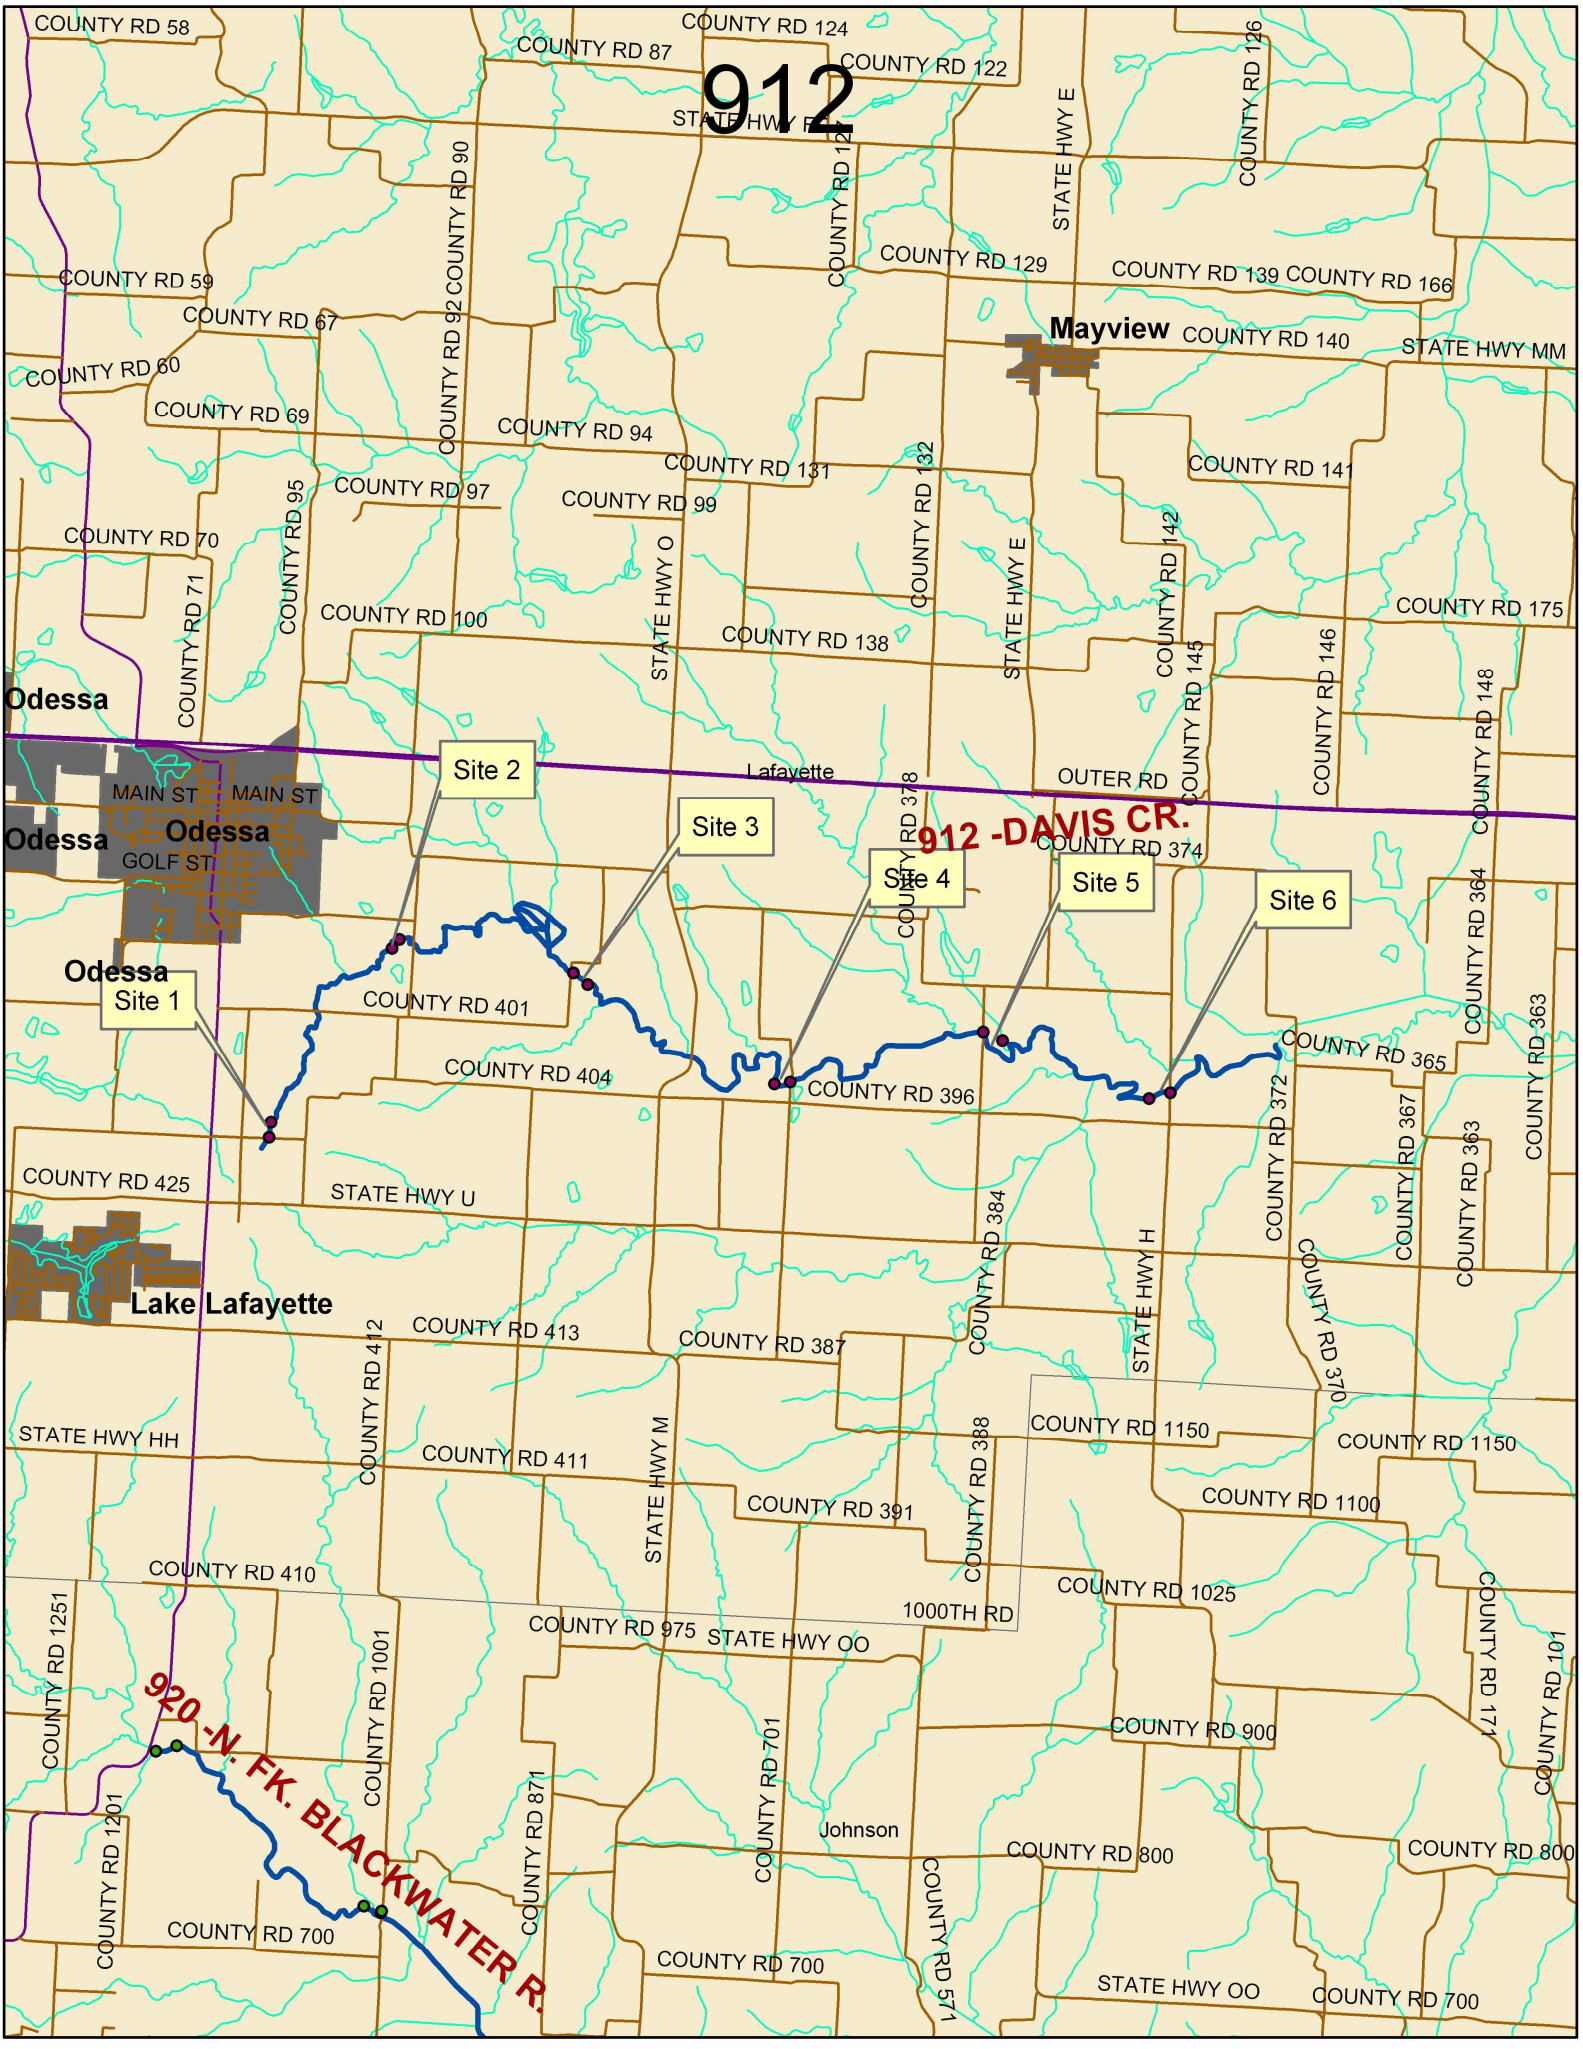 COUNTY RD 58
COUNTY RD 124
COUNTY RD 87
COUNTY RD 122
COUNTY RD 126
912
STATE HWY E
COUNTY RD 90
COUNTY RD 129
COUNTY RD 139
COUNTY RD 166
COUNTY RD 59
COUNTY RD 67
COUNTY RD 92
Mayview
COUNTY RD 140
STATE HWY MM
COUNTY RD 60
COUNTY RD 69
COUNTY RD 94
COUNTY RD 131
COUNTY RD 132
COUNTY RD 141
COUNTY RD 97
COUNTY RD 99
COUNTY RD 95
COUNTY RD 70
COUNTY RD 71
STATE HWY O
STATE HWY E
COUNTY RD 142
COUNTY RD 100
COUNTY RD 138
COUNTY RD 175
COUNTY RD 145
COUNTY RD 146
COUNTY RD 148
Odessa
Site 2
Lafayette
OUTER RD
MAIN ST
MAIN ST
Odessa
Odessa
GOLF ST
Site 3
COUNTY RD 378
912 -DAVIS CR.
COUNTY RD 374
Site 4
Site 5
Site 6
COUNTY RD 364
Odessa
Site 1
COUNTY RD 401
COUNTY RD 363
COUNTY RD 365
COUNTY RD 404
COUNTY RD 396
COUNTY RD 372
COUNTY RD 367
COUNTY RD 363
COUNTY RD 425
STATE HWY U
COUNTY RD 384
STATE HWY H
COUNTY RD 370
Lake Lafayette
COUNTY RD 412
COUNTY RD 413
COUNTY RD 387
STATE HWY HH
COUNTY RD 411
STATE HWY M
COUNTY RD 388
COUNTY RD 1150
COUNTY RD 1150
COUNTY RD 391
COUNTY RD 1100
COUNTY RD 410
COUNTY RD 1025
COUNTY RD 1251
COUNTY RD 1001
COUNTY RD 975
STATE HWY OO
1000TH RD
COUNTY RD 171
COUNTY RD 101
920 -N. FK. BLACKWATER R.
COUNTY RD 900
COUNTY RD 701
COUNTY RD 871
COUNTY RD 1201
Johnson
COUNTY RD 800
COUNTY RD 800
COUNTY RD 700
COUNTY RD 700
COUNTY RD 571
STATE HWY OO
COUNTY RD 700